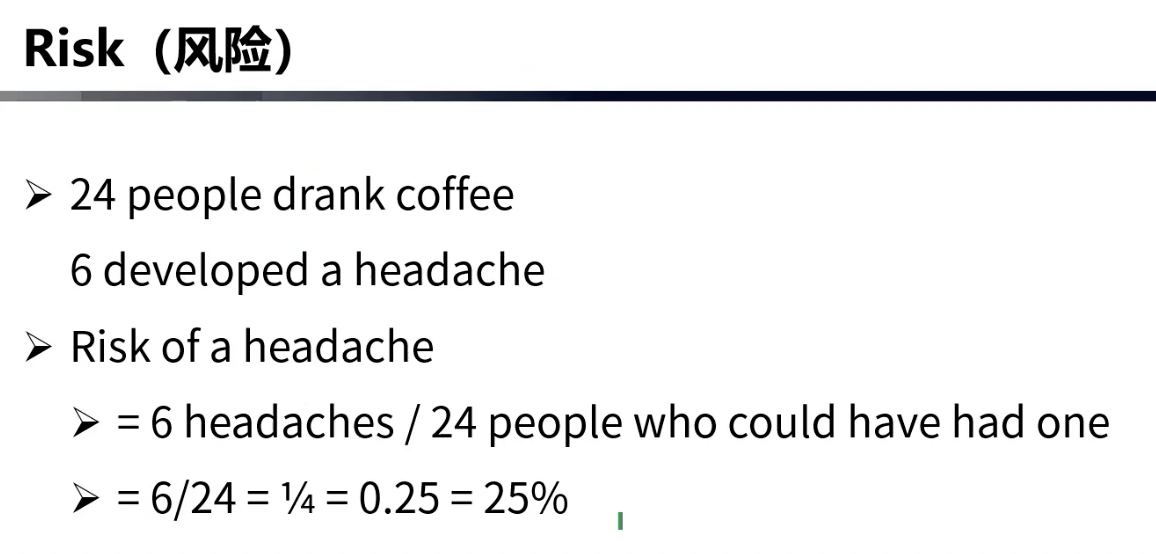 Risk（风险）
➢ 24 people drank coffee
6 developed a headache
➢ Risk of a headache
➢ = 6 headaches / 24 people who could have had one
➢ = 6/24 = ¼ = 0.25 = 25%